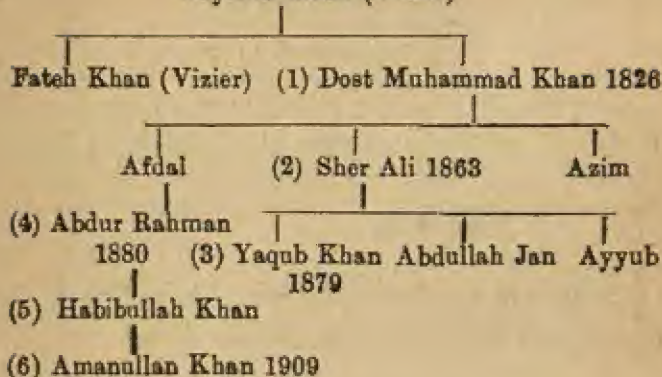 Fateh Khan (Vizier) (1) Dost Muhammad Khan 1826
Afdal (2) Sher Ali 1863 Azim
(4) Abdur Rahman
1880 (3) Yaqub Khan Abdullah Jan Ayyub
1879
(5) Habibullah Khan
(6) Amanullan Khan 1909